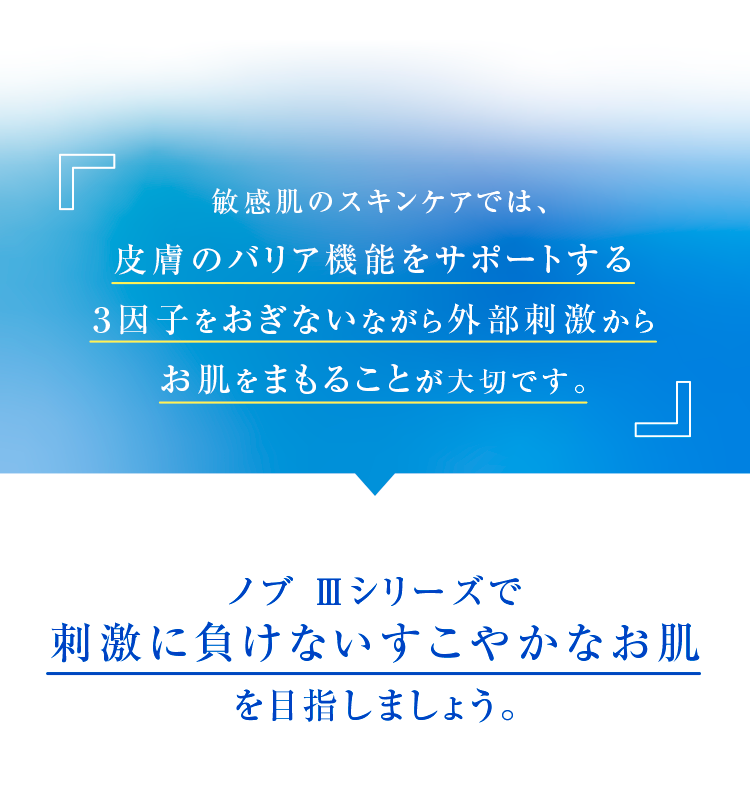 敏感肌のスキンケアでは、
皮膚のバリア機能をサポートする
3因子をおぎないながら外部刺激から
お肌をまもることが大切です。
ノブ Ⅲシリーズで
刺激に負けないすこやかなお肌
を目指しましょう。